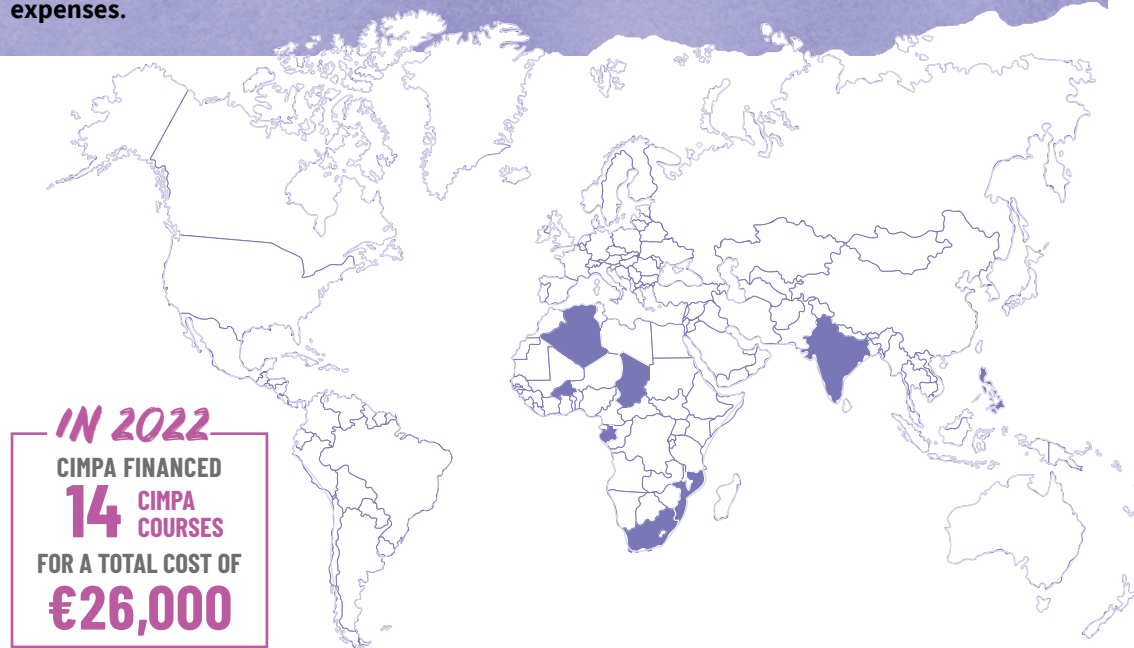 expenses.
IN 2022
CIMPA FINANCED
14 CIMPA
COURSES
FOR A TOTAL COST OF
€26,000